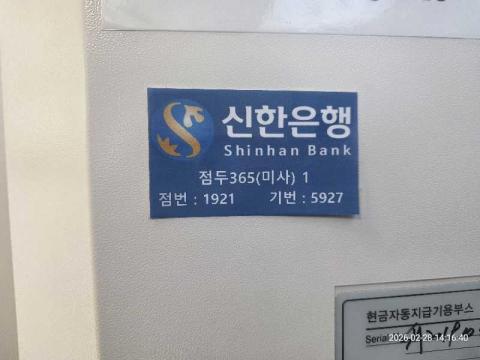 신한은행
Shinhan Bank
점두365(미사) 1
점번 : 1921 기번 : 5927
현금자동지급기용부스
Serial
2026-02-28 14:16:40